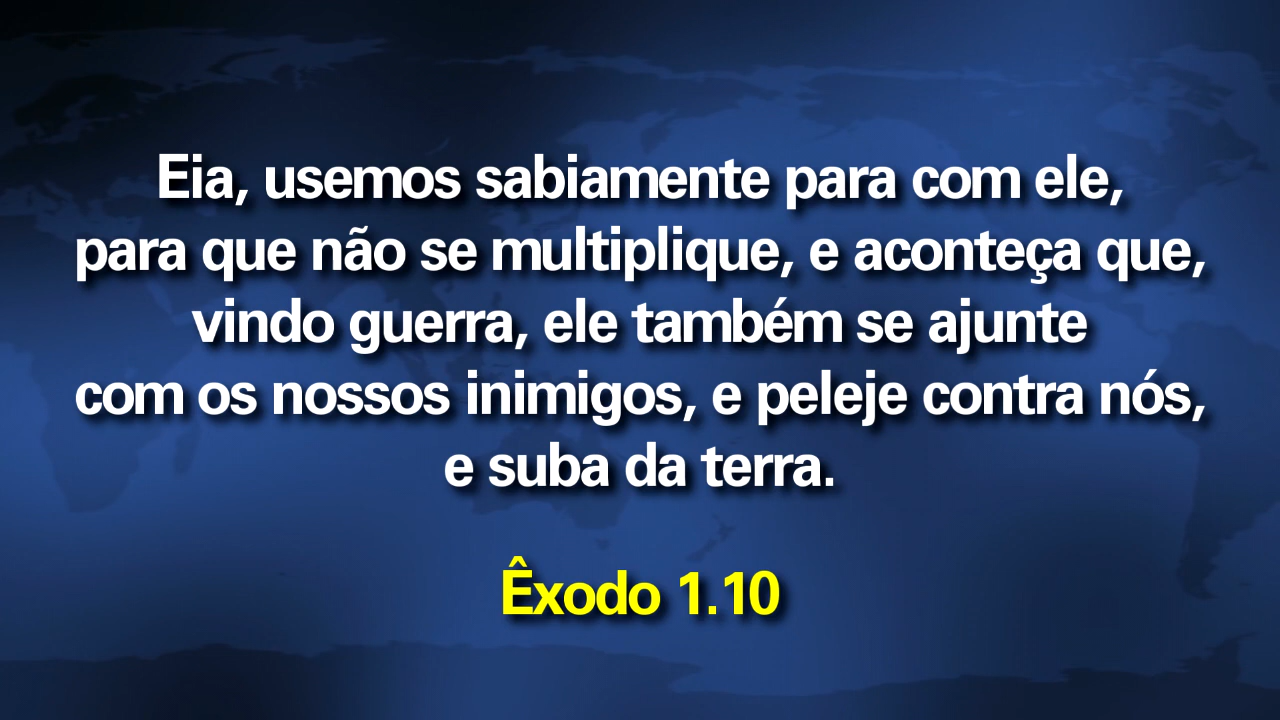 Eia, usemos sabiamente para com ele,
para que não se multiplique, e aconteça que,
vindo guerra, ele também se ajunte
com os nossos inimigos, e peleje contra nós,
e suba da terra.
Êxodo 1.10